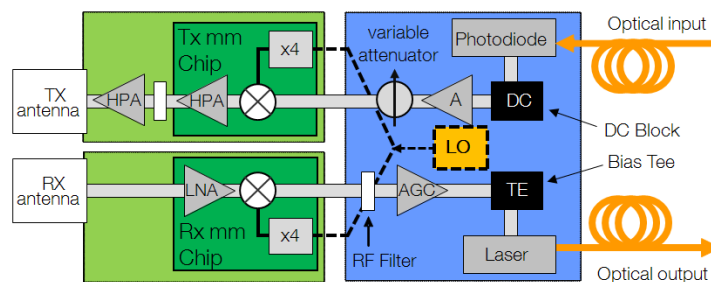 Tx mm
Chip
x4
variable
attenuator
Photodiode
Optical input
TX
antenna
HPA
HPA
A
DC
DC Block
LO
Bias Tee
RX
antenna
LNA
AGC
TE
Rx mm
Chip
x4
RF Filter
Laser
Optical output